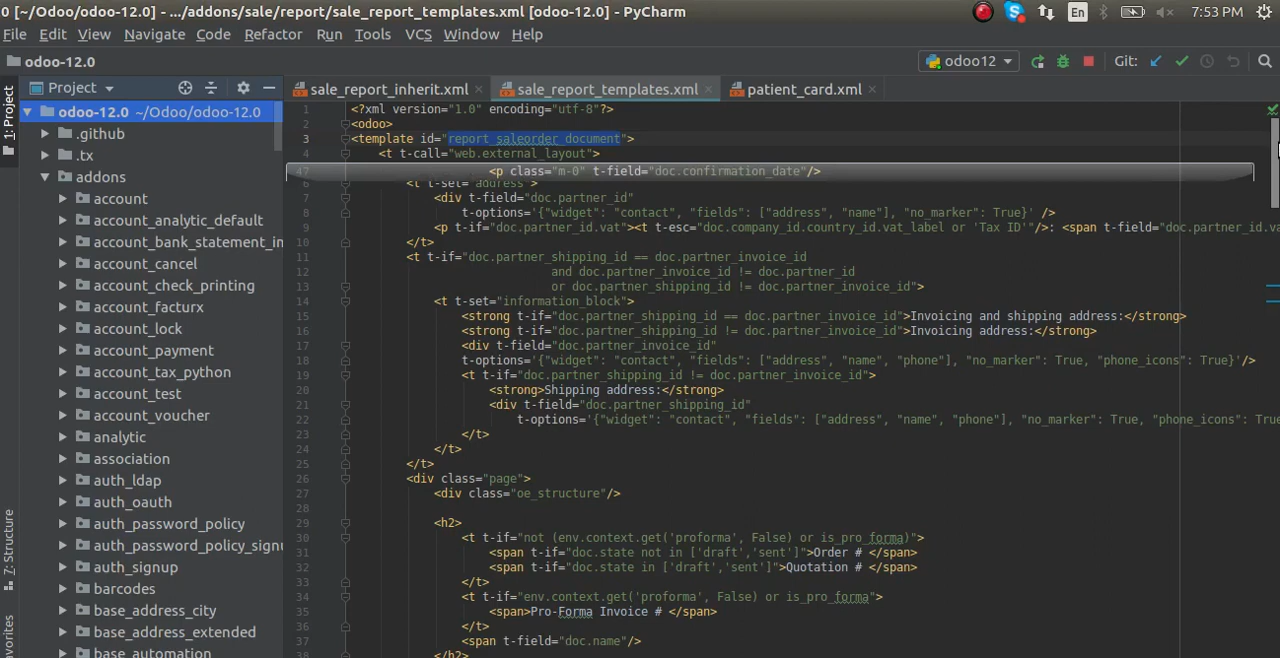 0 [~/Odoo/odoo-12.0] - .../addons/sale/report/sale_report_templates.xml [odoo-12.0] - PyCharm
En
7:53 PM
File Edit View Navigate Code Refactor Run Tools VCS Window Help
odoo-12.0
odoo12
Git:
Project
sale_report_inherit.xml
sale_report_templates.xml
patient_card.xml
1: Project
7: Structure
avorites
odoo-12.0 ~/Odoo/odoo-12.0
.github
.tx
addons
account
account_analytic_default
account_bank_statement_im
account_cancel
account_check_printing
account_facturx
account_lock
account_payment
account_tax_python
account_test
account_voucher
analytic
association
auth_ldap
auth_oauth
auth_password_policy
auth_password_policy_signu
auth_signup
barcodes
base_address_city
base_address_extended
base_automation
1 <?xml version="1.0" encoding="utf-8"?>
2 <odoo>
3 <template id="report_saleorder_document">
4 <t t-call="web.external_layout">
47 <p class="m-0" t-field="doc.confirmation_date"/>
6 <t t-set="address">
7 <div t-field="doc.partner_id"
8 t-options='{"widget": "contact", "fields": ["address", "name"], "no_marker": True}' />
9 <p t-if="doc.partner_id.vat"><t t-esc="doc.company_id.country_id.vat_label or 'Tax ID'"/>: <span t-field="doc.partner_id.va
10 </t>
11 <t t-if="doc.partner_shipping_id == doc.partner_invoice_id
12 and doc.partner_invoice_id != doc.partner_id
13 or doc.partner_shipping_id != doc.partner_invoice_id">
14 <t t-set="information_block">
15 <strong t-if="doc.partner_shipping_id == doc.partner_invoice_id">Invoicing and shipping address:</strong>
16 <strong t-if="doc.partner_shipping_id != doc.partner_invoice_id">Invoicing address:</strong>
17 <div t-field="doc.partner_invoice_id"
18 t-options='{"widget": "contact", "fields": ["address", "name", "phone"], "no_marker": True, "phone_icons": True}'/>
19 <t t-if="doc.partner_shipping_id != doc.partner_invoice_id">
20 <strong>Shipping address:</strong>
21 <div t-field="doc.partner_shipping_id"
22 t-options='{"widget": "contact", "fields": ["address", "name", "phone"], "no_marker": True, "phone_icons": True
23 </t>
24 </t>
25 </t>
26 <div class="page">
27 <div class="oe_structure"/>
28
29 <h2>
30 <t t-if="not (env.context.get('proforma', False) or is_pro_forma)">
31 <span t-if="doc.state not in ['draft','sent']">Order # </span>
32 <span t-if="doc.state in ['draft','sent']">Quotation # </span>
33 </t>
34 <t t-if="env.context.get('proforma', False) or is_pro_forma">
35 <span>Pro-Forma Invoice # </span>
36 </t>
37 <span t-field="doc.name"/>
38 </h2>